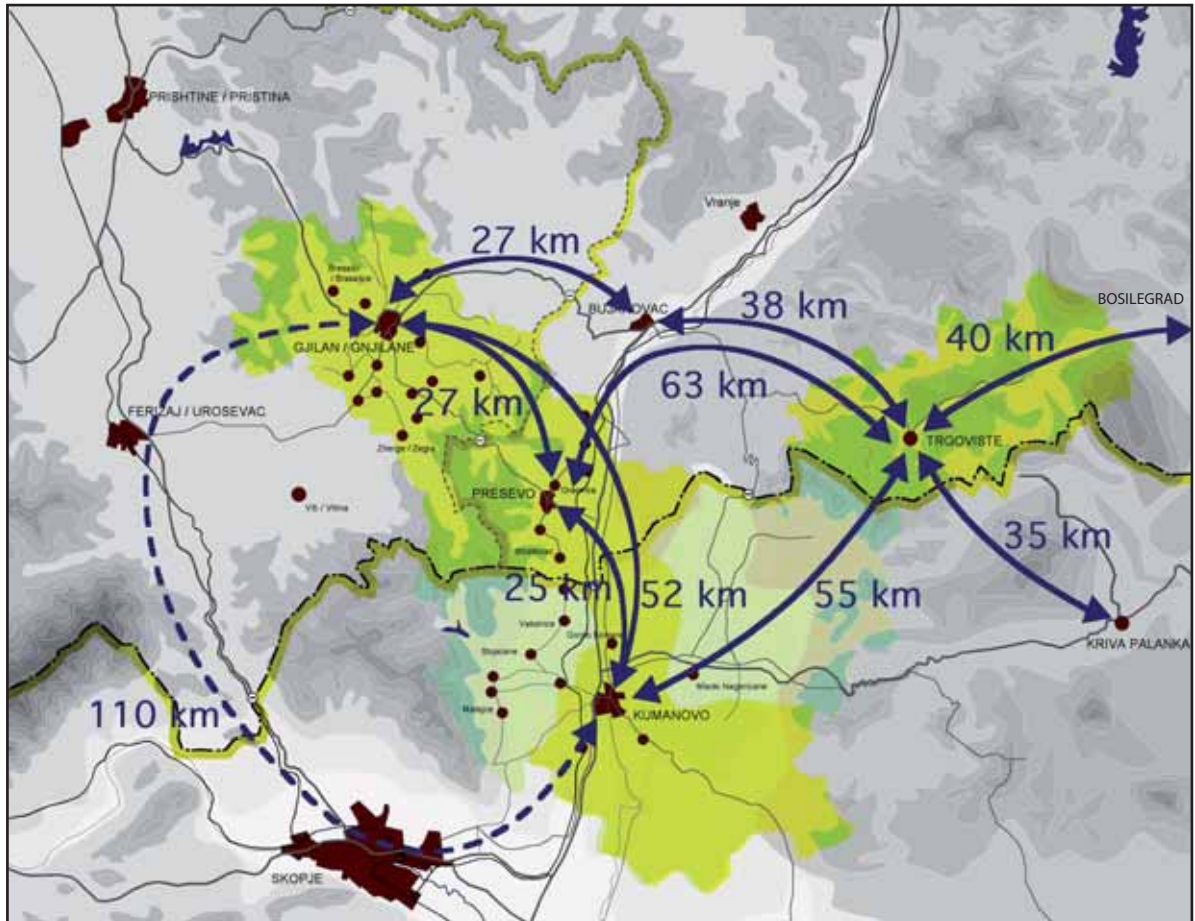 PRISHTINE / PRISTINA
Vranje
27 km
BUJANOVAC
38 km
BOSILEGRAD
40 km
GJILAN / GNJILANE
63 km
27 km
FERIZAJ / UROSEVAC
TRGOVISTE
Zhegra / Zegra
PRESEVO
Viti / Vitina
35 km
25 km
52 km
55 km
KRIVA PALANKA
110 km
KUMANOVO
SKOPJE